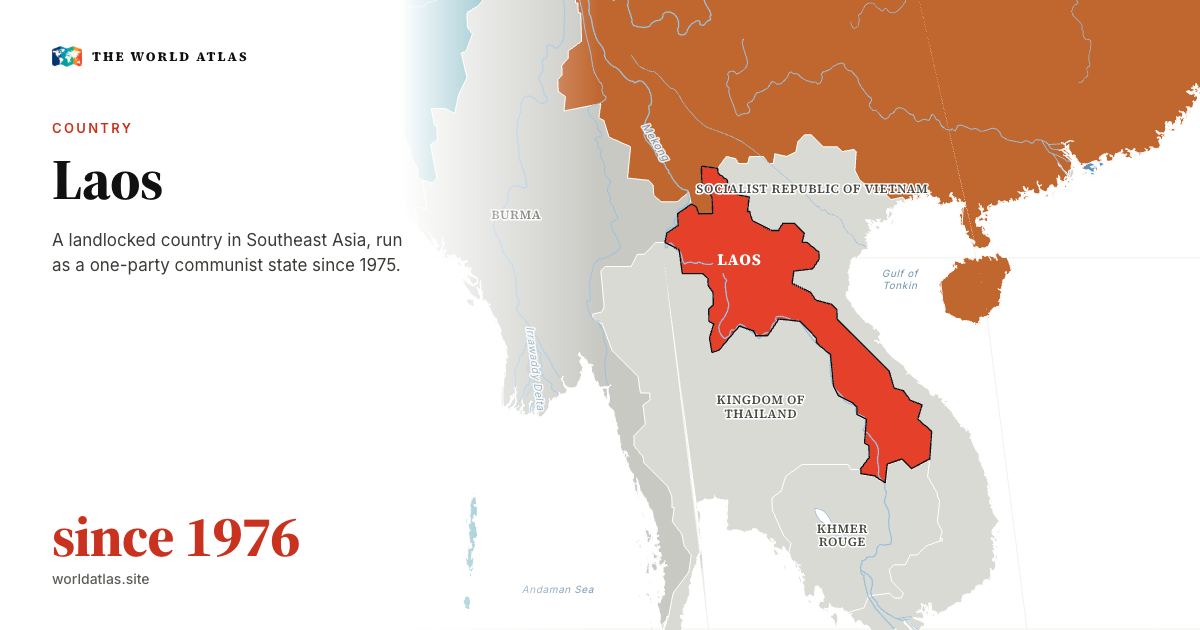 THE WORLD ATLAS
COUNTRY
Laos
A landlocked country in Southeast Asia, run
as a one-party communist state since 1975.
since 1976
worldatlas.site
Mekong
SOCIALIST REPUBLIC OF VIETNAM
BURMA
LAOS
Gulf of
Tonkin
Irrawaddy Delta
KINGDOM OF
THAILAND
KHMER
ROUGE
Andaman Sea